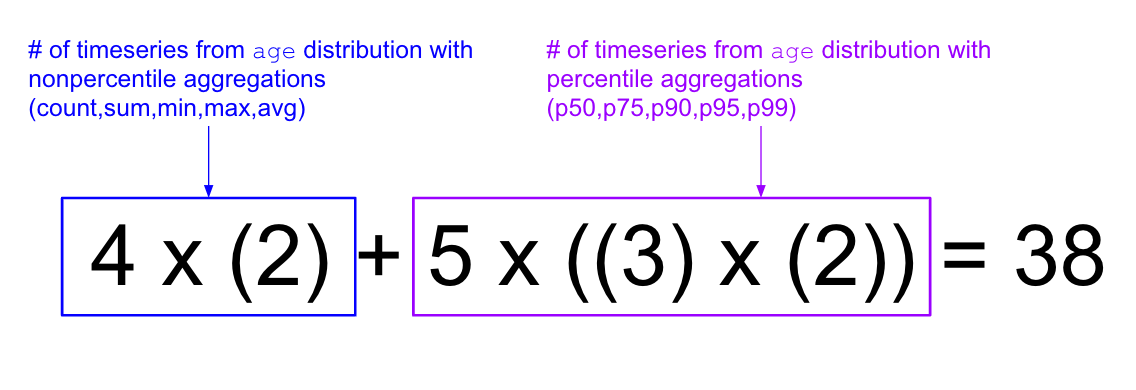 # of timeseries from age distribution with
nonpercentile aggregations
(count,sum,min,max,avg)
# of timeseries from age distribution with
percentile aggregations
(p50,p75,p90,p95,p99)
4 x (2) + 5 x ((3) x (2)) = 38